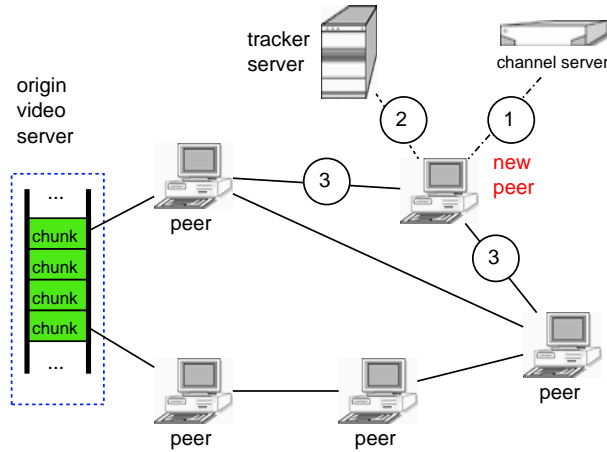 tracker
server
channel server
origin
video
server
2
1
new
peer
3
peer
...
chunk
chunk
chunk
chunk
...
3
peer
peer
peer